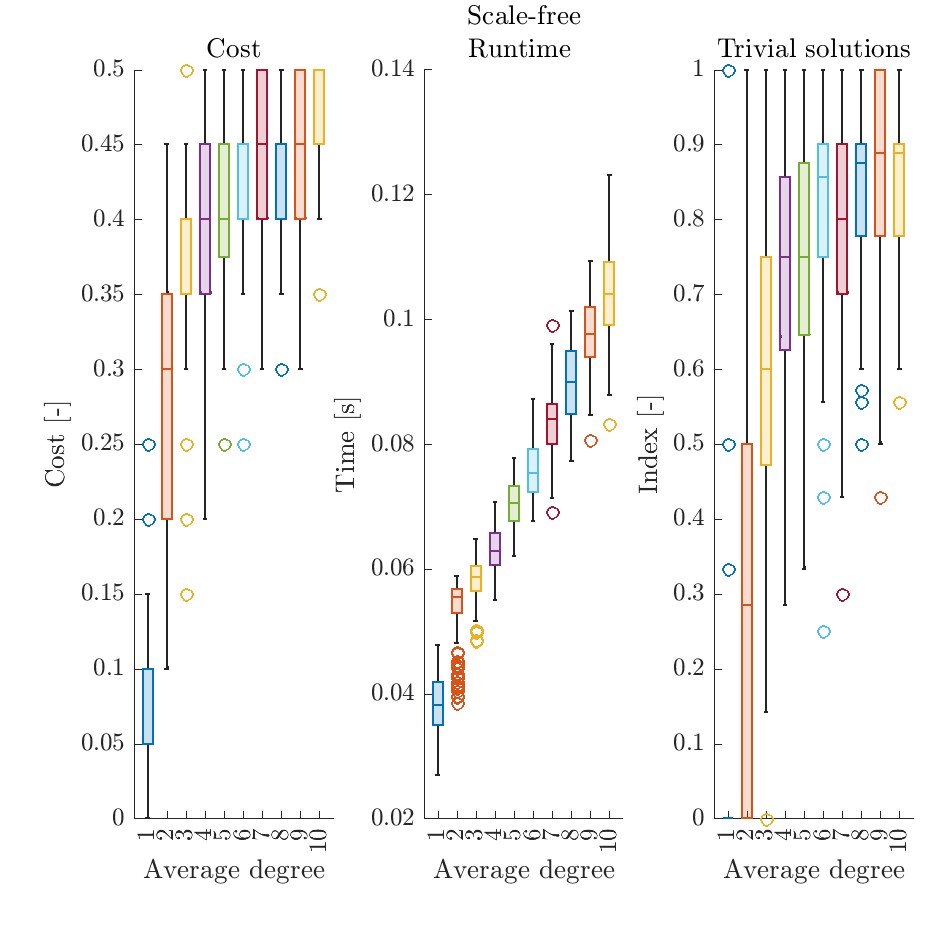 Scale-free
Cost
Runtime
Trivial solutions
0.5
0.45
0.4
0.35
0.3
0.25
0.2
0.15
0.1
0.05
0
Cost [-]
1 2 3 4 5 6 7 8 9 10
Average degree
0.14
0.12
0.1
0.08
0.06
0.04
0.02
Time [s]
1 2 3 4 5 6 7 8 9 10
Average degree
1
0.9
0.8
0.7
0.6
0.5
0.4
0.3
0.2
0.1
0
Index [-]
1 2 3 4 5 6 7 8 9 10
Average degree